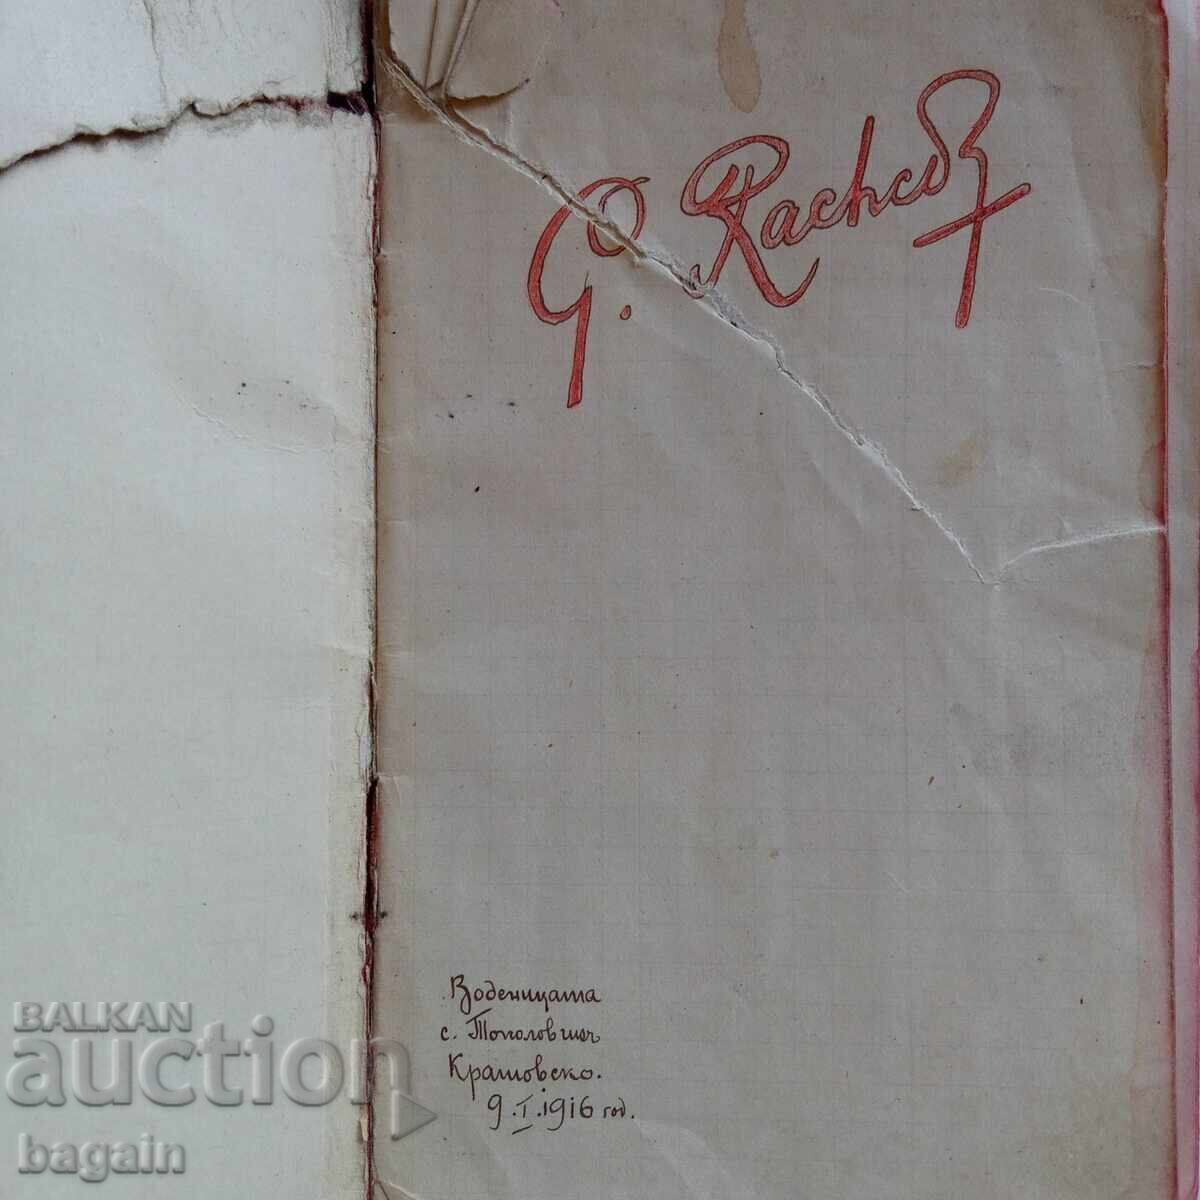 Воденицата
с. Тополовикъ
Кратовско.
9.I.1916 год.
BALKAN
auction
bagain